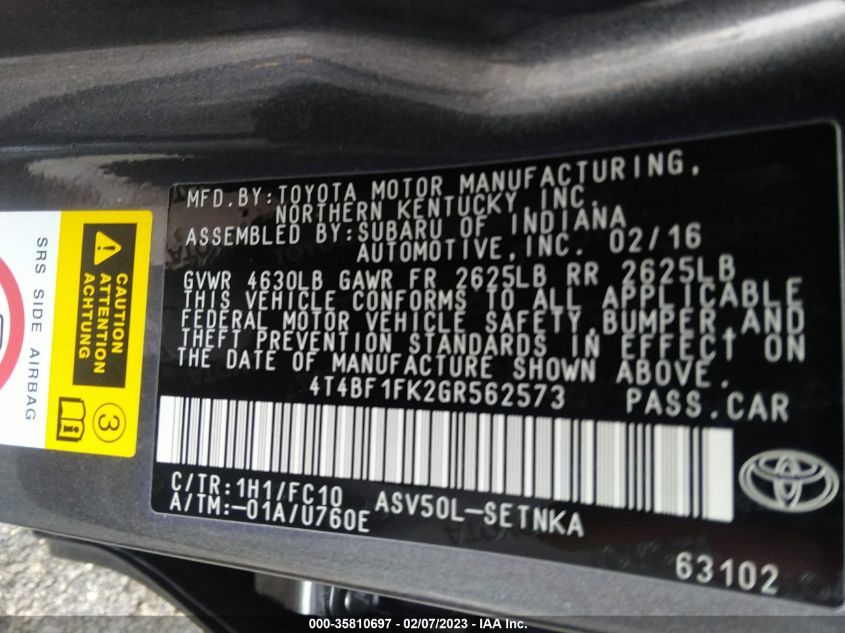 MFD.BY:TOYOTA MOTOR MANUFACTURING,
NORTHERN KENTUCKY, INC.
ASSEMBLED BY:SUBARU OF INDIANA
AUTOMOTIVE,INC. 02/16
GVWR 4630LB GAWR FR 2625LB RR 2625LB
THIS VEHICLE CONFORMS TO ALL APPLICABLE
FEDERAL MOTOR VEHICLE SAFETY,BUMPER,AND
THEFT PREVENTION STANDARDS IN EFFECT ON
THE DATE OF MANUFACTURE SHOWN ABOVE.
4T4BF1FK2GR562573 PASS.CAR
C/TR:1H1/FC10 ASV50L-SETNKA
A/TM:-01A/U760E
63102
SRS SIDE AIRBAG
CAUTION
ATTENTION
ACHTUNG
3
000-35810697 - 02/07/2023 - IAA Inc.